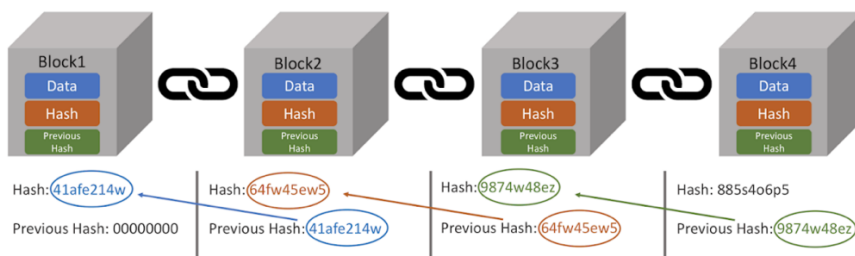 Block1
Data
Hash
Previous
Hash
Block2
Data
Hash
Previous
Hash
Block3
Data
Hash
Previous
Hash
Block4
Data
Hash
Previous
Hash
Hash: 41afe214w
Previous Hash: 00000000
Hash: 64fw45ew5
Previous Hash: 41afe214w
Hash: 9874w48ez
Previous Hash: 64fw45ew5
Hash: 885s4o6p5
Previous Hash: 9874w48ez